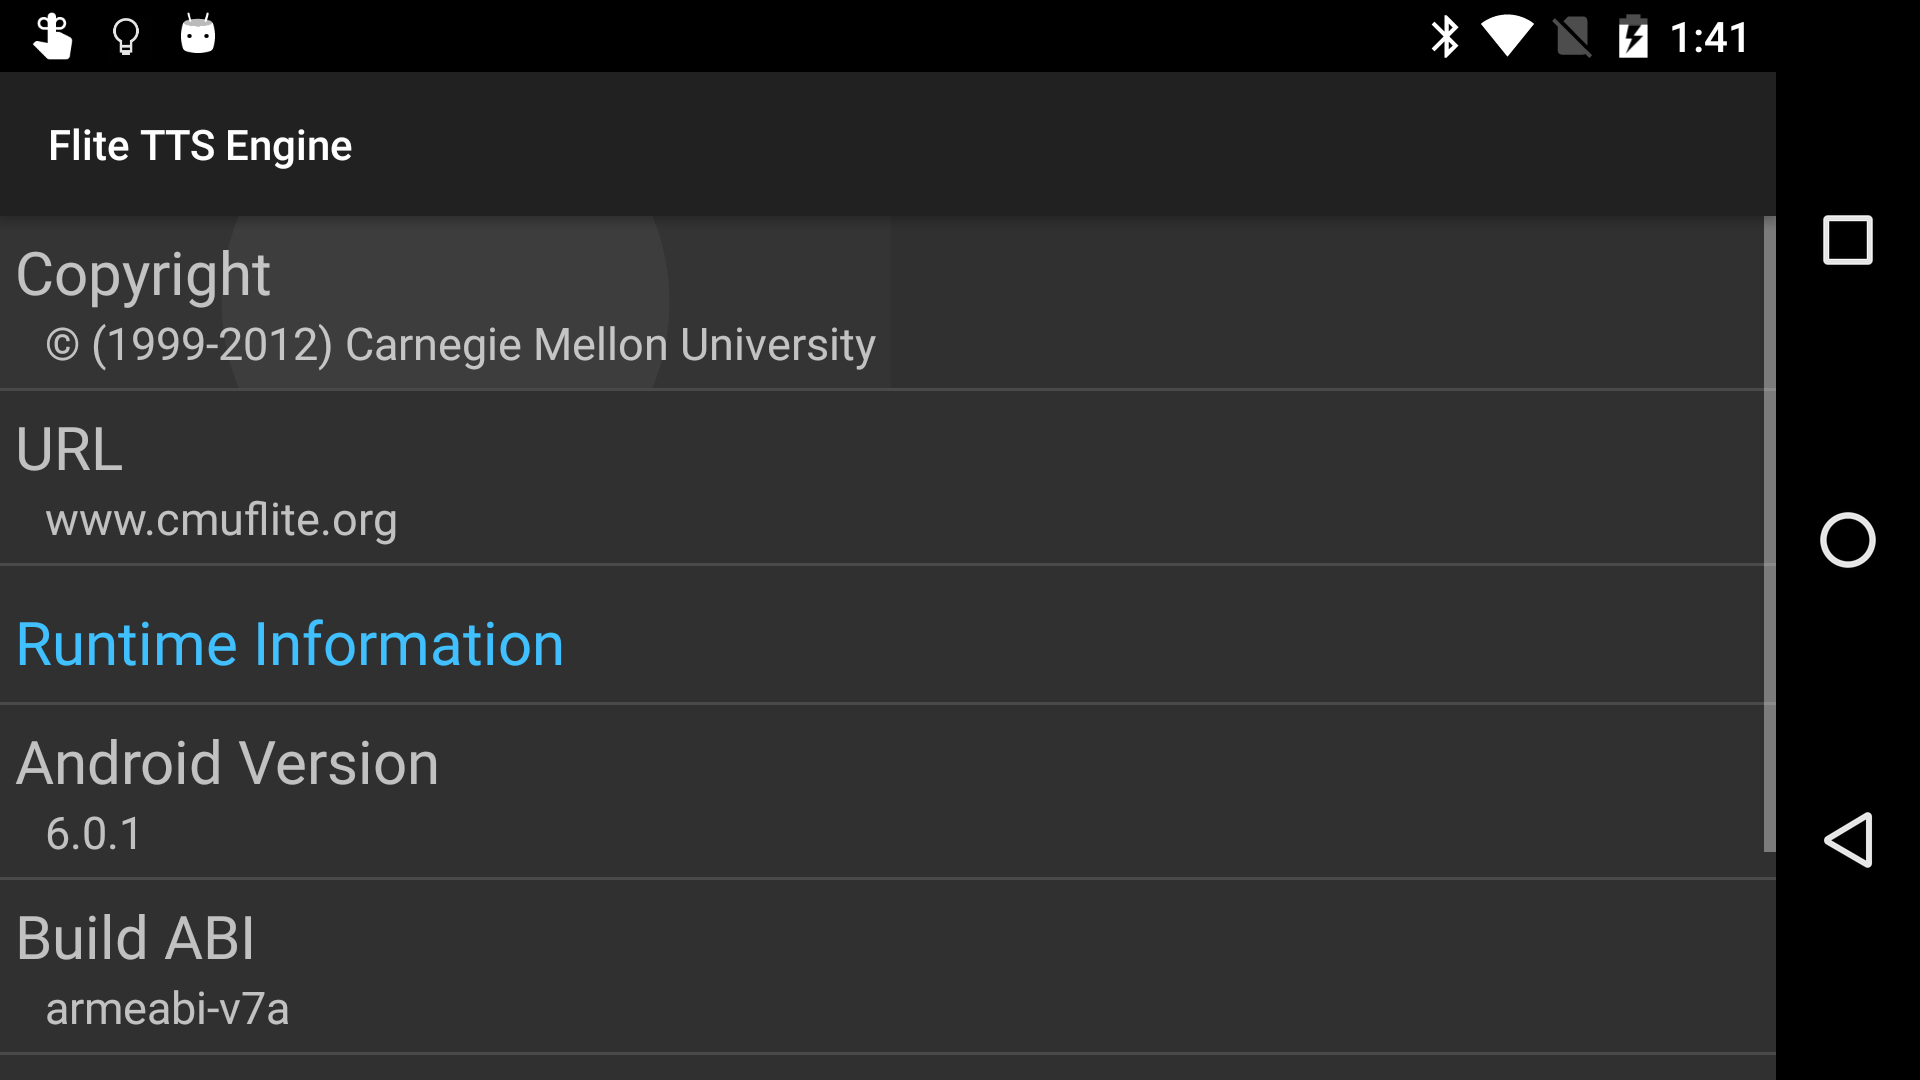 1:41
Flite TTS Engine
Copyright
© (1999-2012) Carnegie Mellon University
URL
www.cmuflite.org
Runtime Information
Android Version
6.0.1
Build ABI
armeabi-v7a